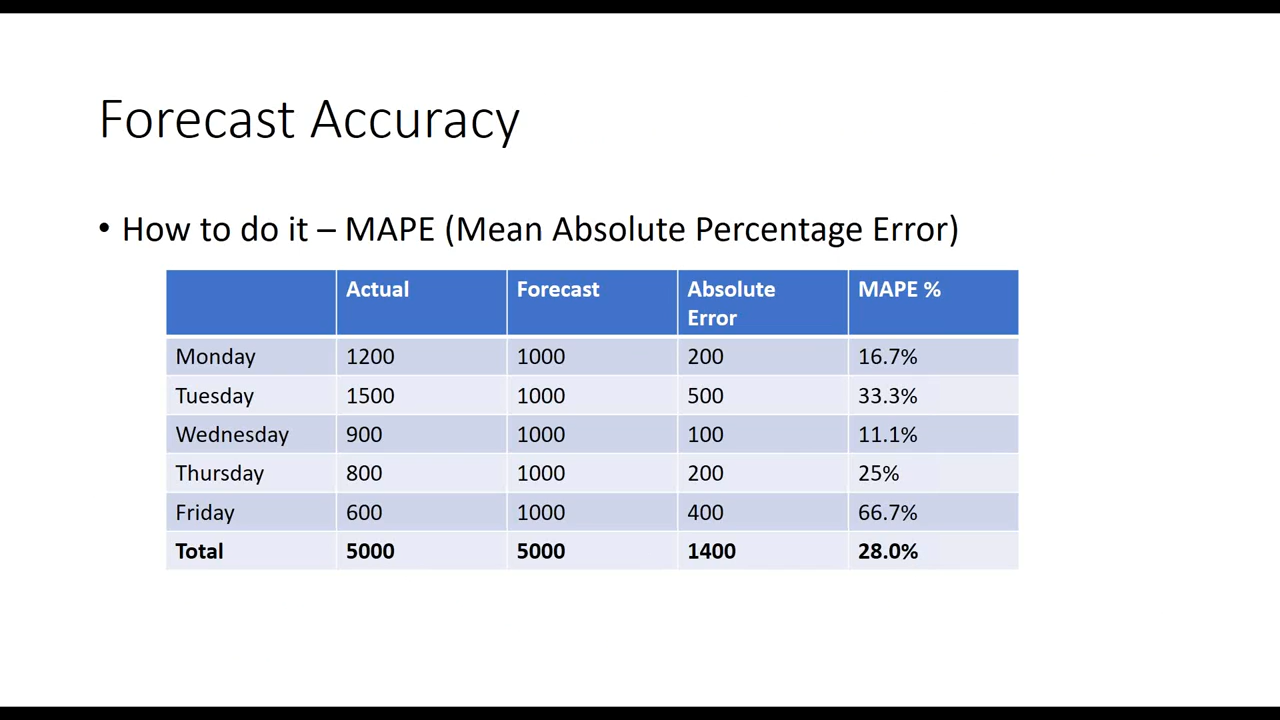 Forecast Accuracy
• How to do it – MAPE (Mean Absolute Percentage Error)
Actual Forecast Absolute Error MAPE %
Monday 1200 1000 200 16.7%
Tuesday 1500 1000 500 33.3%
Wednesday 900 1000 100 11.1%
Thursday 800 1000 200 25%
Friday 600 1000 400 66.7%
Total 5000 5000 1400 28.0%